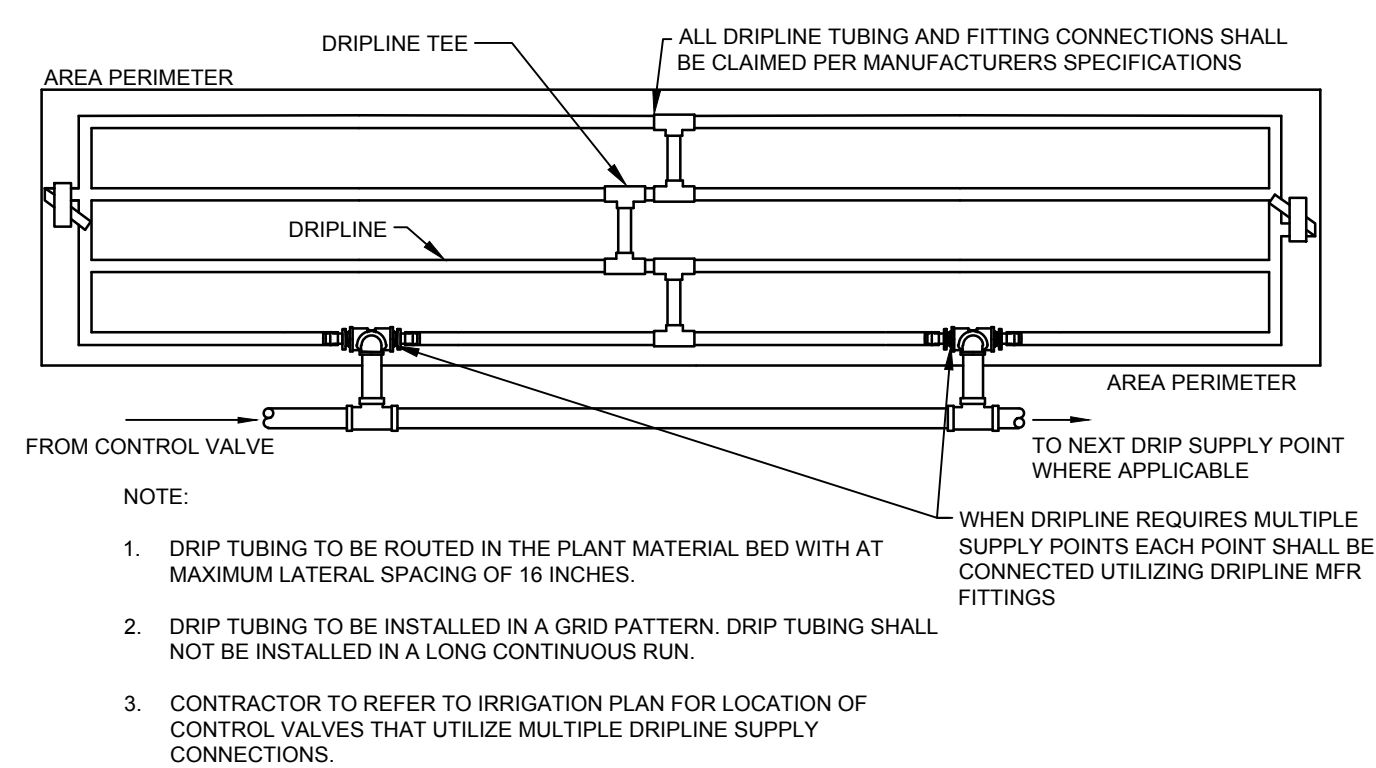 DRIPLINE TEE
ALL DRIPLINE TUBING AND FITTING CONNECTIONS SHALL
BE CLAIMED PER MANUFACTURERS SPECIFICATIONS
AREA PERIMETER
DRIPLINE
AREA PERIMETER
FROM CONTROL VALVE
TO NEXT DRIP SUPPLY POINT
WHERE APPLICABLE
WHEN DRIPLINE REQUIRES MULTIPLE
SUPPLY POINTS EACH POINT SHALL BE
CONNECTED UTILIZING DRIPLINE MFR
FITTINGS
NOTE:
1. DRIP TUBING TO BE ROUTED IN THE PLANT MATERIAL BED WITH AT
MAXIMUM LATERAL SPACING OF 16 INCHES.
2. DRIP TUBING TO BE INSTALLED IN A GRID PATTERN. DRIP TUBING SHALL
NOT BE INSTALLED IN A LONG CONTINUOUS RUN.
3. CONTRACTOR TO REFER TO IRRIGATION PLAN FOR LOCATION OF
CONTROL VALVES THAT UTILIZE MULTIPLE DRIPLINE SUPPLY
CONNECTIONS.